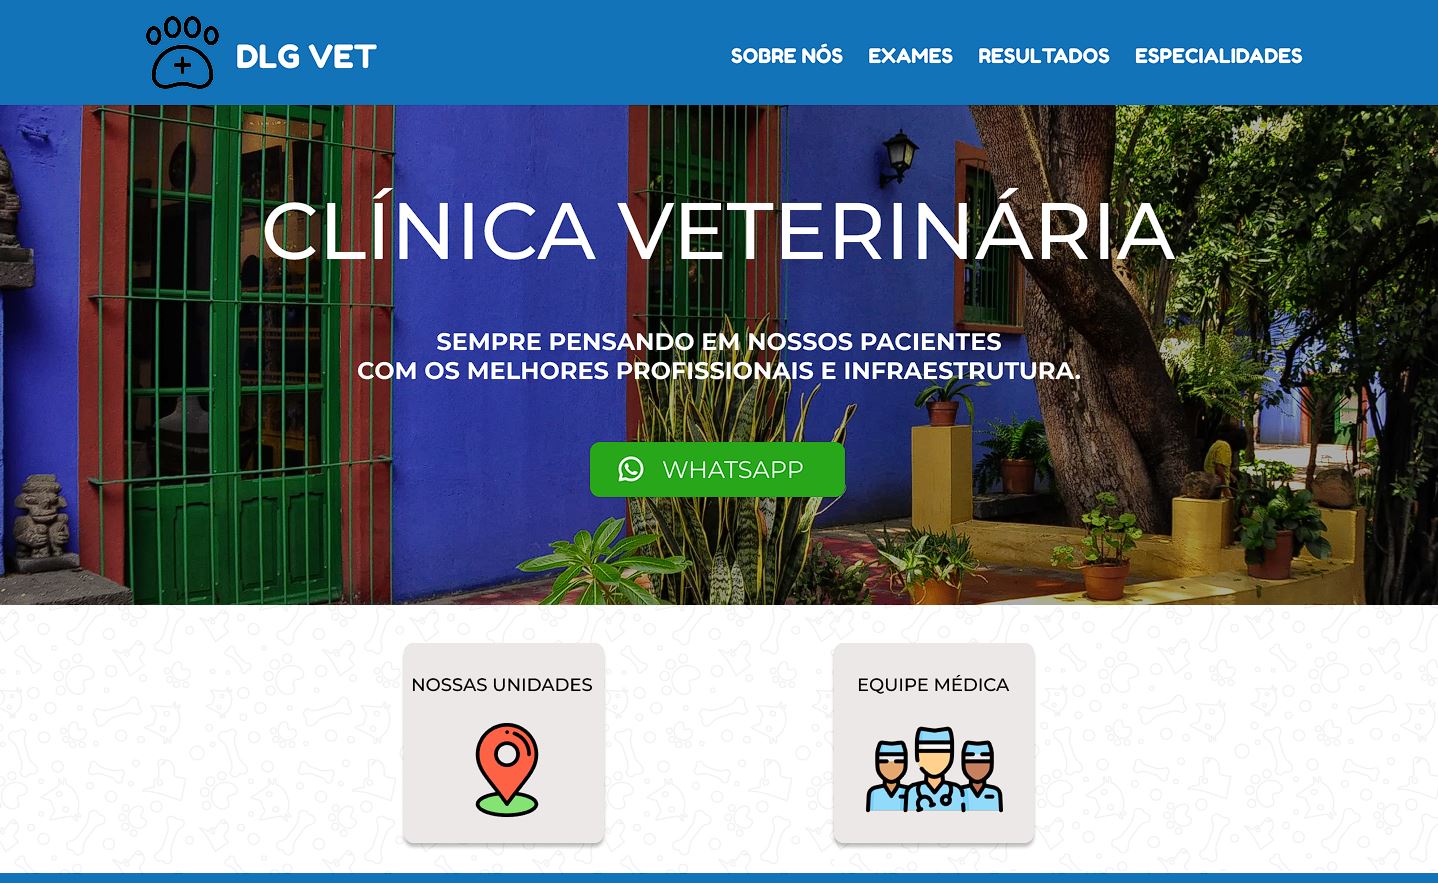 DLG VET
SOBRE NÓS
EXAMES
RESULTADOS
ESPECIALIDADES
CLÍNICA VETERINÁRIA
SEMPRE PENSANDO EM NOSSOS PACIENTES
COM OS MELHORES PROFISSIONAIS E INFRAESTRUTURA.
WHATSAPP
NOSSAS UNIDADES
EQUIPE MÉDICA